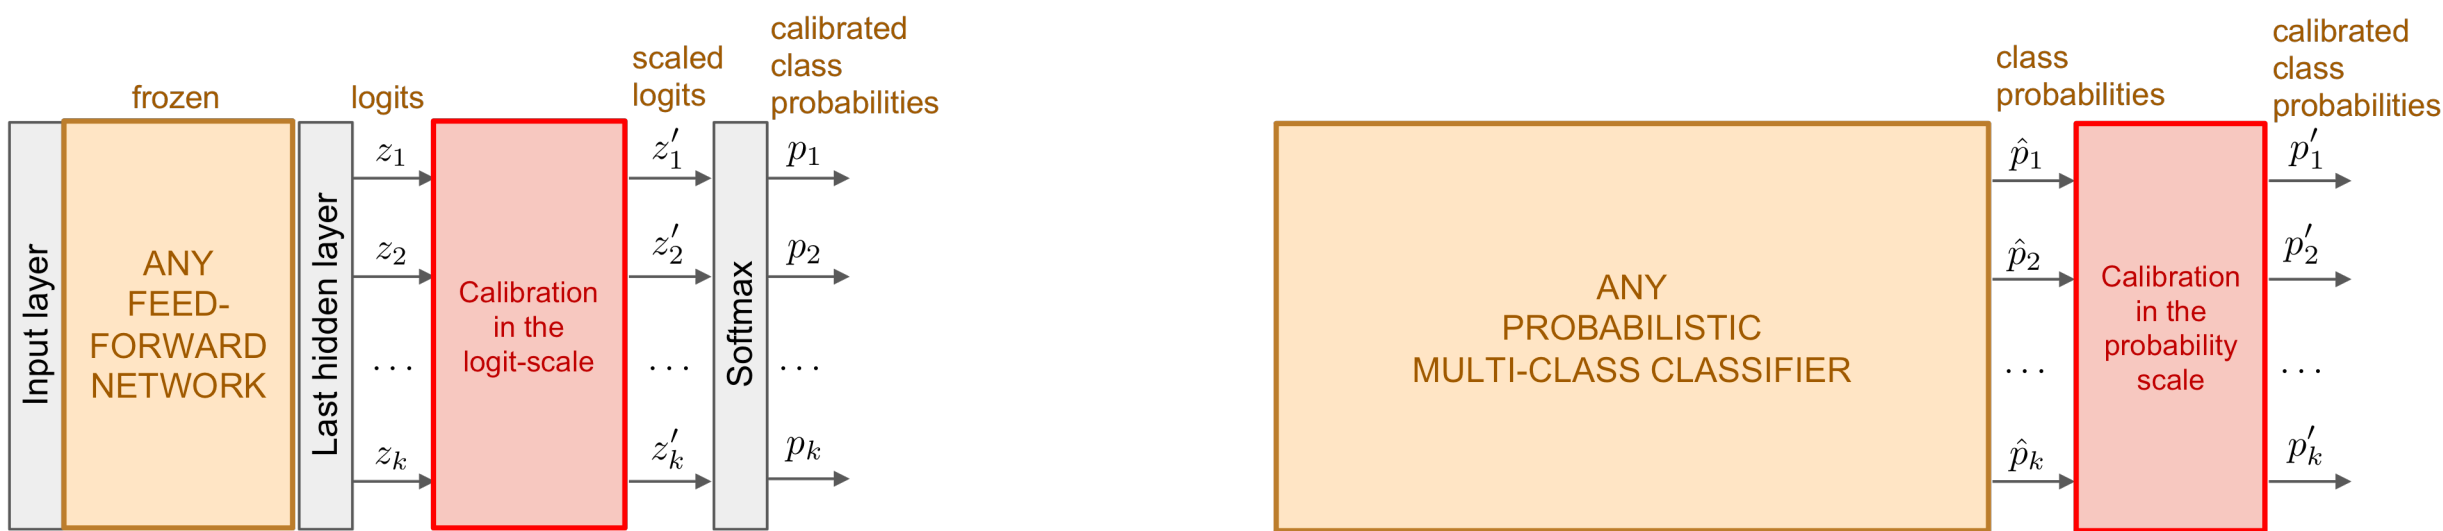 frozen
logits
scaled
logits
calibrated
class
probabilities
Input layer
ANY
FEED-
FORWARD
NETWORK
Last hidden layer
z₁
z₂
...
zₖ
Calibration
in the
logit-scale
z′₁
z′₂
...
z′ₖ
Softmax
p₁
p₂
...
pₖ
class
probabilities
calibrated
class
probabilities
ANY
PROBABILISTIC
MULTI-CLASS CLASSIFIER
p̂₁
p̂₂
...
p̂ₖ
Calibration
in the
probability
scale
p′₁
p′₂
...
p′ₖ